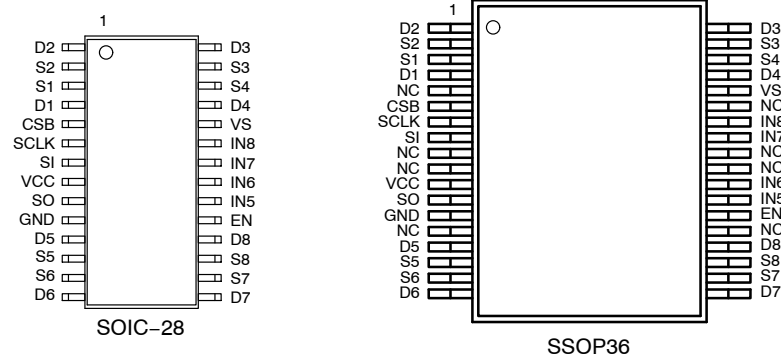 1
D2 D3
S2 S3
S1 S4
D1 D4
CSB VS
SCLK IN8
SI IN7
VCC IN6
SO IN5
GND EN
D5 D8
S5 S8
S6 S7
D6 D7
SOIC−28
1
D2 D3
S2 S3
S1 S4
D1 D4
NC VS
CSB NC
SCLK IN8
SI IN7
NC NC
NC NC
VCC IN6
SO IN5
GND EN
NC NC
D5 D8
S5 S8
S6 S7
D6 D7
SSOP36